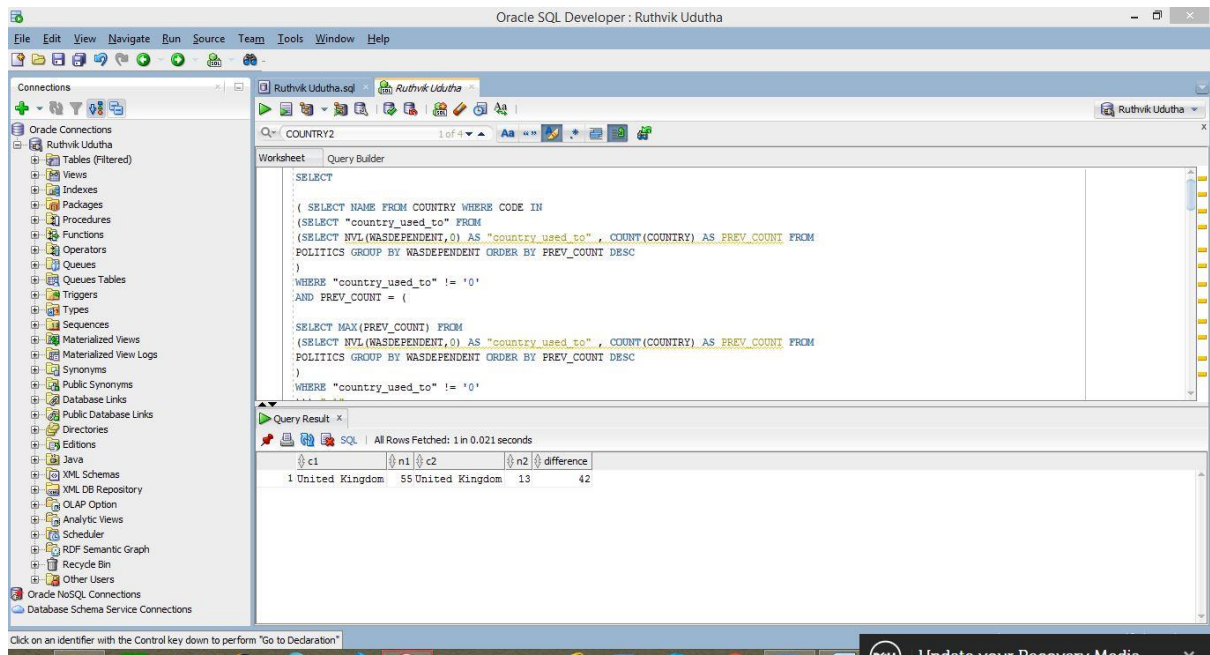 Oracle SQL Developer : Ruthvik Udutha
File Edit View Navigate Run Source Team Tools Window Help
Connections
Oracle Connections
Ruthvik Udutha
Tables (Filtered)
Views
Indexes
Packages
Procedures
Functions
Operators
Queues
Queues Tables
Triggers
Types
Sequences
Materialized Views
Materialized View Logs
Synonyms
Public Synonyms
Database Links
Public Database Links
Directories
Editions
Java
XML Schemas
XML DB Repository
OLAP Option
Analytic Views
Scheduler
RDF Semantic Graph
Recycle Bin
Other Users
Oracle NoSQL Connections
Database Schema Service Connections
Ruthvik Udutha.sql Ruthvik Udutha
Ruthvik Udutha
COUNTRY2 1 of 4 Aa
Worksheet Query Builder
SELECT
( SELECT NAME FROM COUNTRY WHERE CODE IN
(SELECT "country_used_to" FROM
(SELECT NVL(WASDEPENDENT,0) AS "country_used_to" , COUNT(COUNTRY) AS PREV_COUNT FROM
POLITICS GROUP BY WASDEPENDENT ORDER BY PREV_COUNT DESC
)
WHERE "country_used_to" != '0'
AND PREV_COUNT = (
SELECT MAX(PREV_COUNT) FROM
(SELECT NVL(WASDEPENDENT,0) AS "country_used_to" , COUNT(COUNTRY) AS PREV_COUNT FROM
POLITICS GROUP BY WASDEPENDENT ORDER BY PREV_COUNT DESC
)
WHERE "country_used_to" != '0'
Query Result x
SQL | All Rows Fetched: 1 in 0.021 seconds
c1 n1 c2 n2 difference
1 United Kingdom 55 United Kingdom 13 42
Click on an identifier with the Control key down to perform "Go to Declaration"
Update your Recovery Media